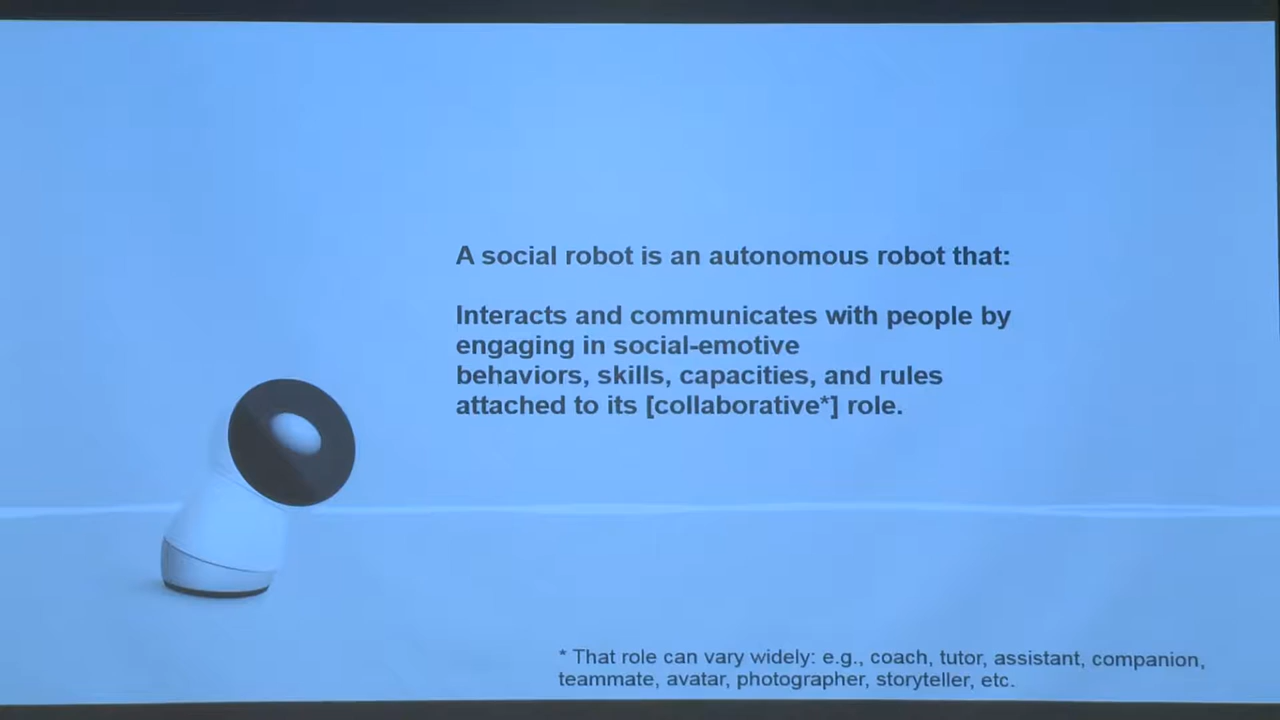 A social robot is an autonomous robot that:
Interacts and communicates with people by
engaging in social-emotive
behaviors, skills, capacities, and rules
attached to its [collaborative*] role.
* That role can vary widely: e.g., coach, tutor, assistant, companion,
teammate, avatar, photographer, storyteller, etc.